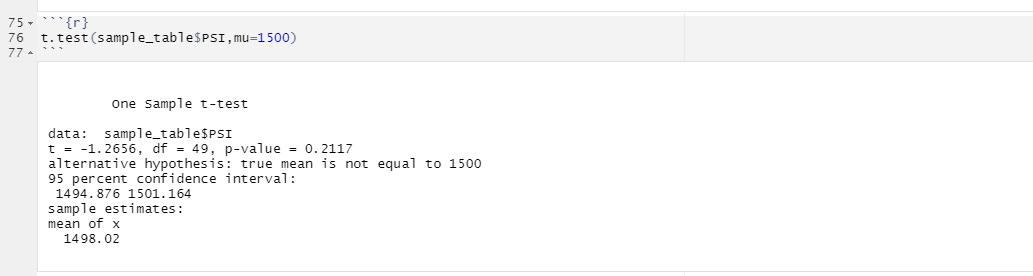 75 ```{r}
76 t.test(sample_table$PSI,mu=1500)
77 ```
One Sample t-test
data: sample_table$PSI
t = -1.2656, df = 49, p-value = 0.2117
alternative hypothesis: true mean is not equal to 1500
95 percent confidence interval:
1494.876 1501.164
sample estimates:
mean of x
1498.02